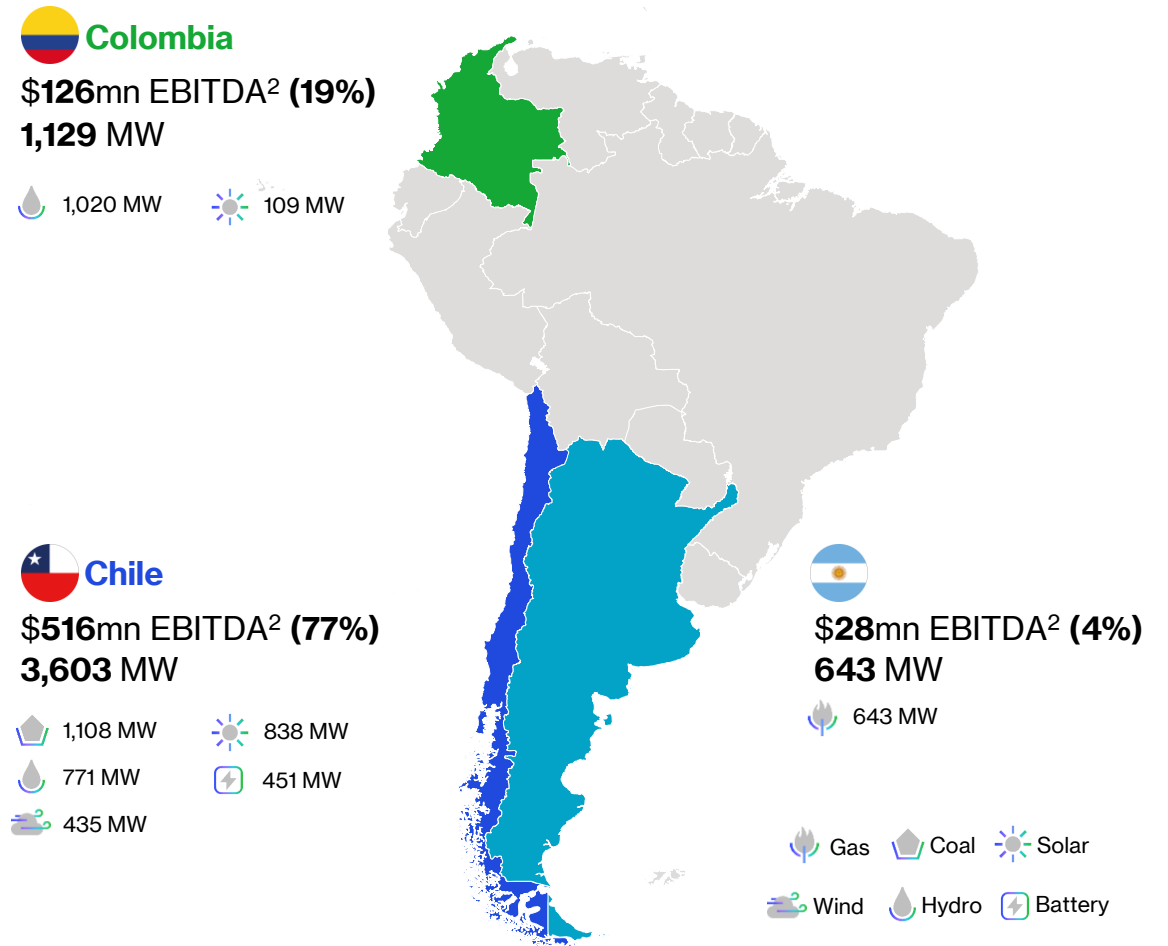 Colombia
$126mn EBITDA² (19%)
1,129 MW
1,020 MW
109 MW
Chile
$516mn EBITDA² (77%)
3,603 MW
1,108 MW
838 MW
771 MW
451 MW
435 MW
$28mn EBITDA² (4%)
643 MW
643 MW
Gas
Coal
Solar
Wind
Hydro
Battery